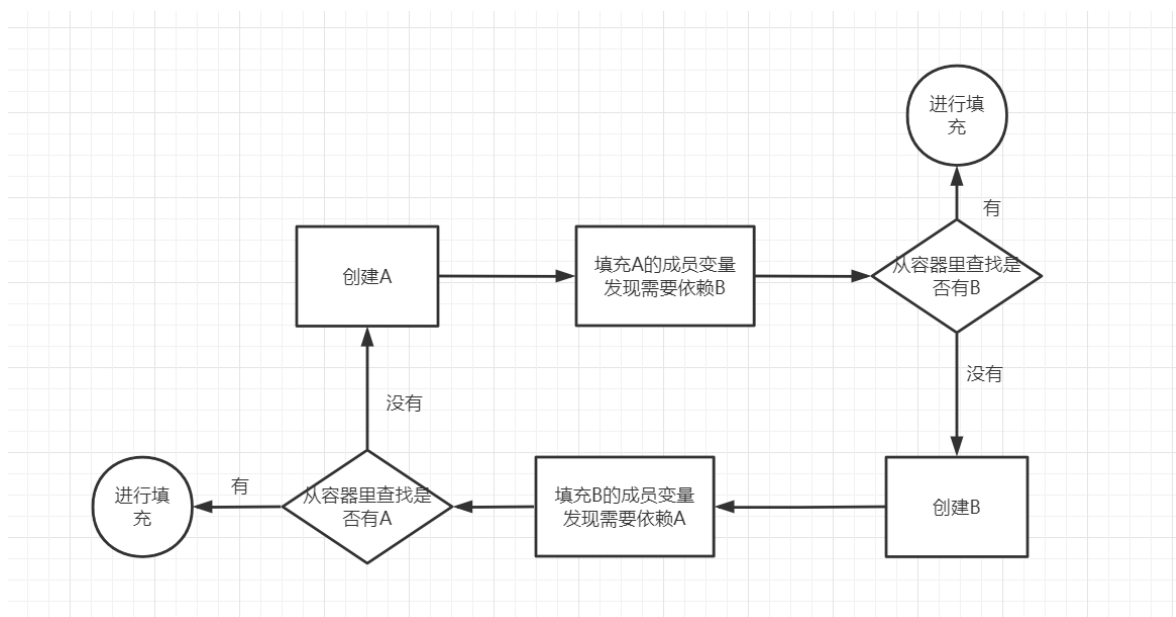 进行填
充
有
创建A
填充A的成员变量
发现需要依赖B
从容器里查找是
否有B
没有
没有
进行填
充
有
从容器里查找是
否有A
填充B的成员变量
发现需要依赖A
创建B